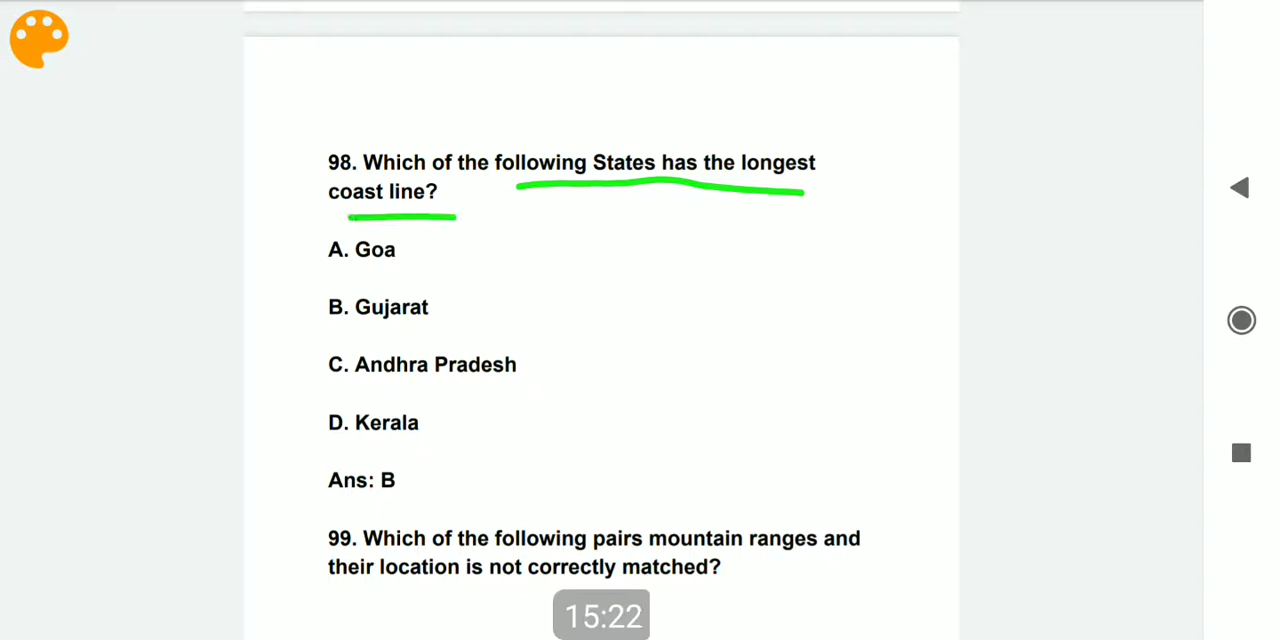 98. Which of the following States has the longest
coast line?
A. Goa
B. Gujarat
C. Andhra Pradesh
D. Kerala
Ans: B
99. Which of the following pairs mountain ranges and
their location is not correctly matched?
15:22